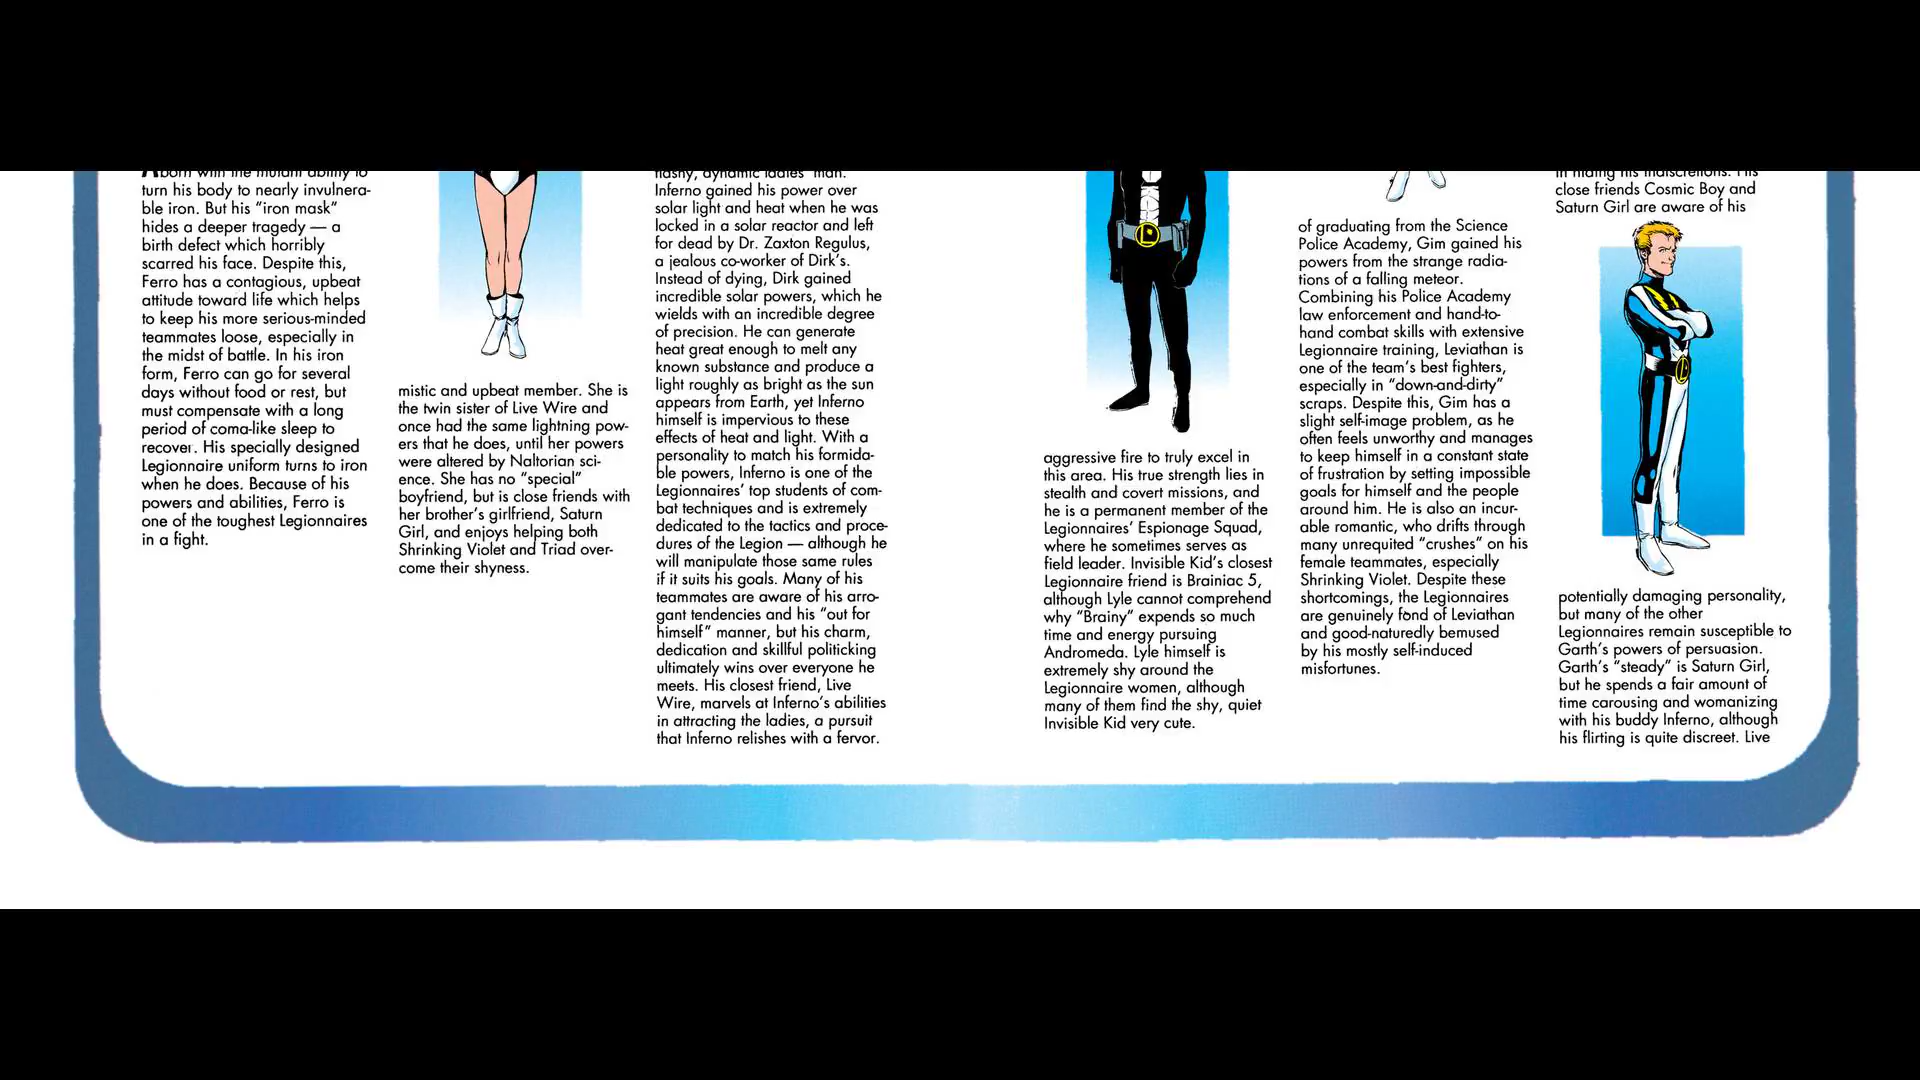 born with the mutant ability to
turn his body to nearly invulnera-
ble iron. But his “iron mask”
hides a deeper tragedy — a
birth defect which horribly
scarred his face. Despite this,
Ferro has a contagious, upbeat
attitude toward life which helps
to keep his more serious-minded
teammates loose, especially in
the midst of battle. In his iron
form, Ferro can go for several
days without food or rest, but
must compensate with a long
period of coma-like sleep to
recover. His specially designed
Legionnaire uniform turns to iron
when he does. Because of his
powers and abilities, Ferro is
one of the toughest Legionnaires
in a fight.
mistic and upbeat member. She is
the twin sister of Live Wire and
once had the same lightning pow-
ers that he does, until her powers
were altered by Naltorian sci-
ence. She has no “special”
boyfriend, but is close friends with
her brother’s girlfriend, Saturn
Girl, and enjoys helping both
Shrinking Violet and Triad over-
come their shyness.
flashy, dynamic ladies’ man.
Inferno gained his power over
solar light and heat when he was
locked in a solar reactor and left
for dead by Dr. Zaxton Regulus,
a jealous co-worker of Dirk’s.
Instead of dying, Dirk gained
incredible solar powers, which he
wields with an incredible degree
of precision. He can generate
heat great enough to melt any
known substance and produce a
light roughly as bright as the sun
appears from Earth, yet Inferno
himself is impervious to these
effects of heat and light. With a
personality to match his formida-
ble powers, Inferno is one of the
Legionnaires’ top students of com-
bat techniques and is extremely
dedicated to the tactics and proce-
dures of the Legion — although he
will manipulate those same rules
if it suits his goals. Many of his
teammates are aware of his arro-
gant tendencies and his “out for
himself” manner, but his charm,
dedication and skillful politicking
ultimately wins over everyone he
meets. His closest friend, Live
Wire, marvels at Inferno’s abilities
in attracting the ladies, a pursuit
that Inferno relishes with a fervor.
aggressive fire to truly excel in
this area. His true strength lies in
stealth and covert missions, and
he is a permanent member of the
Legionnaires’ Espionage Squad,
where he sometimes serves as
field leader. Invisible Kid’s closest
Legionnaire friend is Brainiac 5,
although Lyle cannot comprehend
why “Brainy” expends so much
time and energy pursuing
Andromeda. Lyle himself is
extremely shy around the
Legionnaire women, although
many of them find the shy, quiet
Invisible Kid very cute.
of graduating from the Science
Police Academy, Gim gained his
powers from the strange radia-
tions of a falling meteor.
Combining his Police Academy
law enforcement and hand-to-
hand combat skills with extensive
Legionnaire training, Leviathan is
one of the team’s best fighters,
especially in “down-and-dirty”
scraps. Despite this, Gim has a
slight self-image problem, as he
often feels unworthy and manages
to keep himself in a constant state
of frustration by setting impossible
goals for himself and the people
around him. He is also an incur-
able romantic, who drifts through
many unrequited “crushes” on his
female teammates, especially
Shrinking Violet. Despite these
shortcomings, the Legionnaires
are genuinely fond of Leviathan
and good-naturedly bemused
by his mostly self-induced
misfortunes.
in hiding his indiscretions. His
close friends Cosmic Boy and
Saturn Girl are aware of his
potentially damaging personality,
but many of the other
Legionnaires remain susceptible to
Garth’s powers of persuasion.
Garth’s “steady” is Saturn Girl,
but he spends a fair amount of
time carousing and womanizing
with his buddy Inferno, although
his flirting is quite discreet. Live